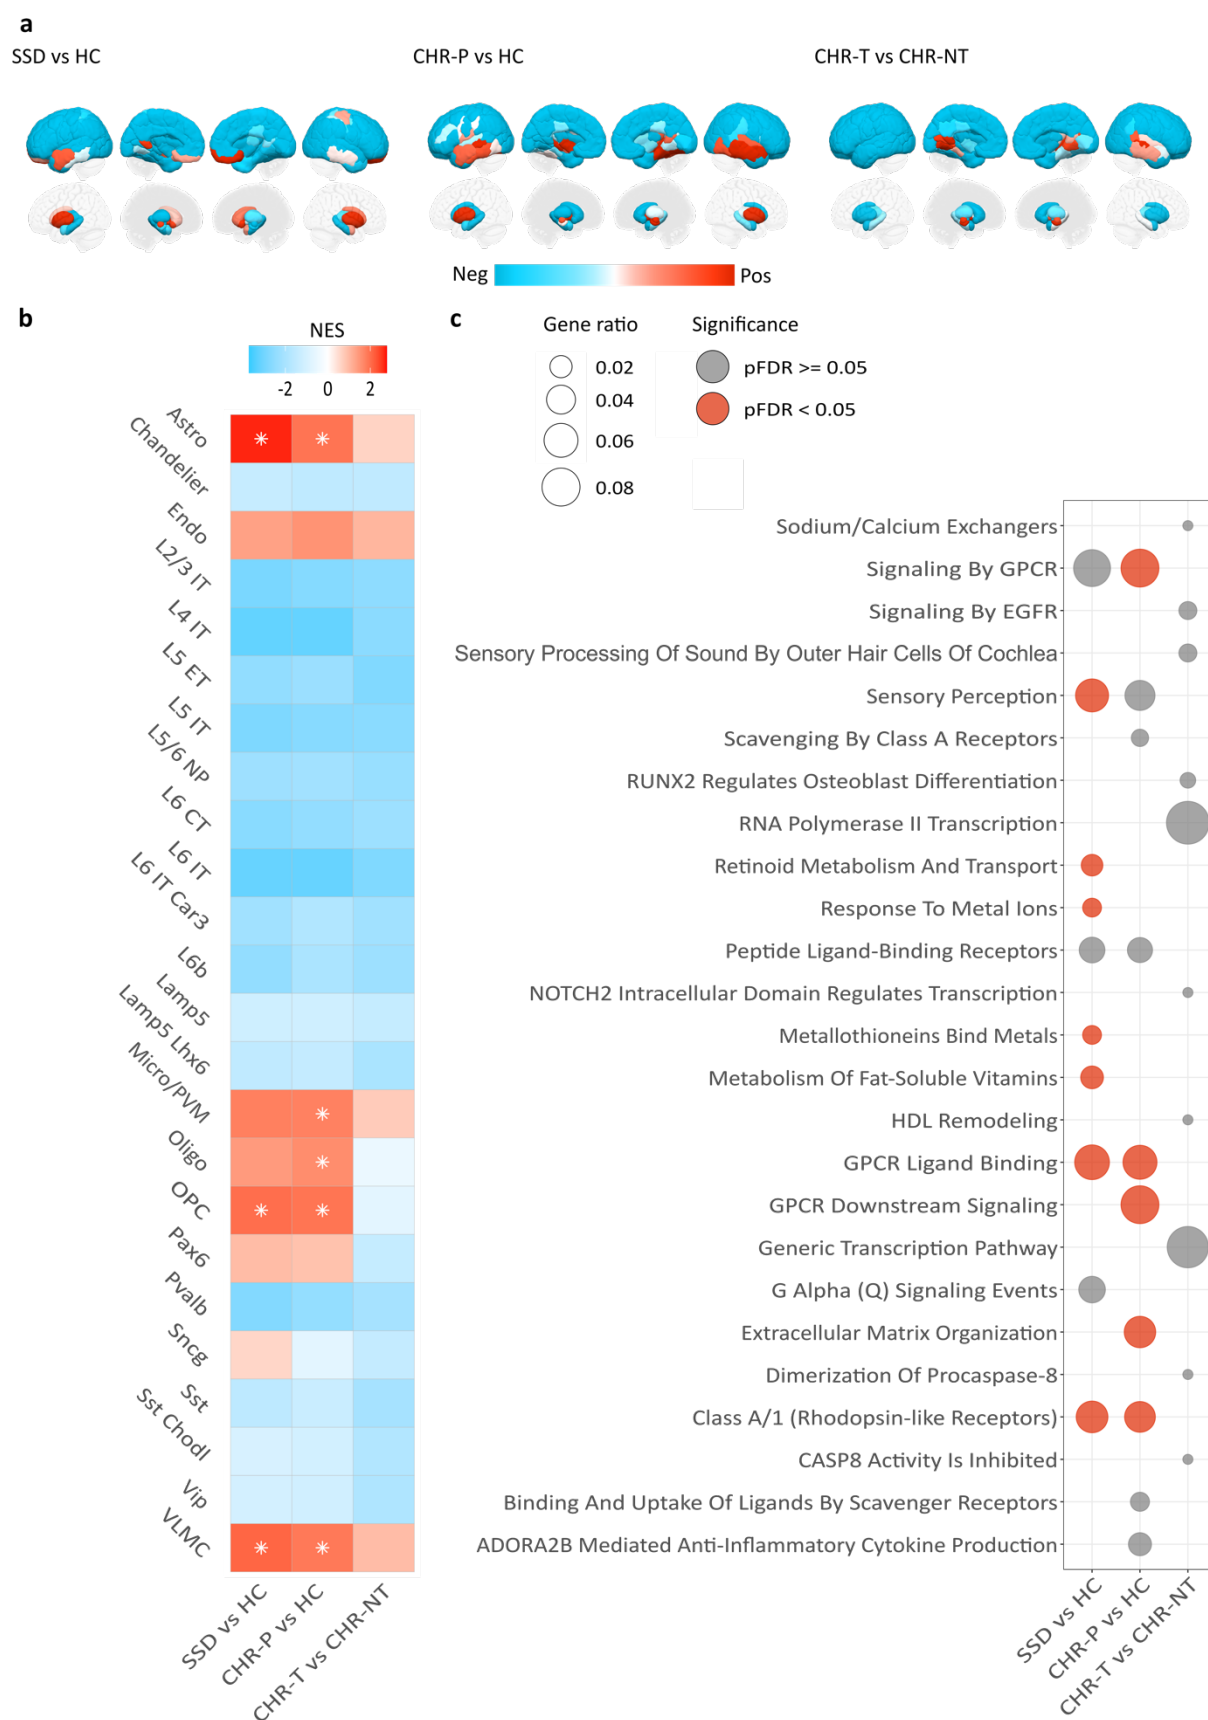 a
SSD vs HC
CHR-P vs HC
CHR-T vs CHR-NT
Neg
Pos
b
NES
-2
0
2
Astro
Chandelier
Endo
L2/3 IT
L4 IT
L5 ET
L5 IT
L5/6 NP
L6 CT
L6 IT
L6 IT Car3
L6b
Lamp5
Lamp5 Lhx6
Micro/PVM
Oligo
OPC
Pax6
Pvalb
Sncg
Sst
Sst Chodl
Vip
VLMC
SSD vs HC
CHR-P vs HC
CHR-T vs CHR-NT
c
Gene ratio
0.02
0.04
0.06
0.08
Significance
pFDR >= 0.05
pFDR < 0.05
Sodium/Calcium Exchangers
Signaling By GPCR
Signaling By EGFR
Sensory Processing Of Sound By Outer Hair Cells Of Cochlea
Sensory Perception
Scavenging By Class A Receptors
RUNX2 Regulates Osteoblast Differentiation
RNA Polymerase II Transcription
Retinoid Metabolism And Transport
Response To Metal Ions
Peptide Ligand-Binding Receptors
NOTCH2 Intracellular Domain Regulates Transcription
Metallothioneins Bind Metals
Metabolism Of Fat-Soluble Vitamins
HDL Remodeling
GPCR Ligand Binding
GPCR Downstream Signaling
Generic Transcription Pathway
G Alpha (Q) Signaling Events
Extracellular Matrix Organization
Dimerization Of Procaspase-8
Class A/1 (Rhodopsin-like Receptors)
CASP8 Activity Is Inhibited
Binding And Uptake Of Ligands By Scavenger Receptors
ADORA2B Mediated Anti-Inflammatory Cytokine Production
SSD vs HC
CHR-P vs HC
CHR-T vs CHR-NT